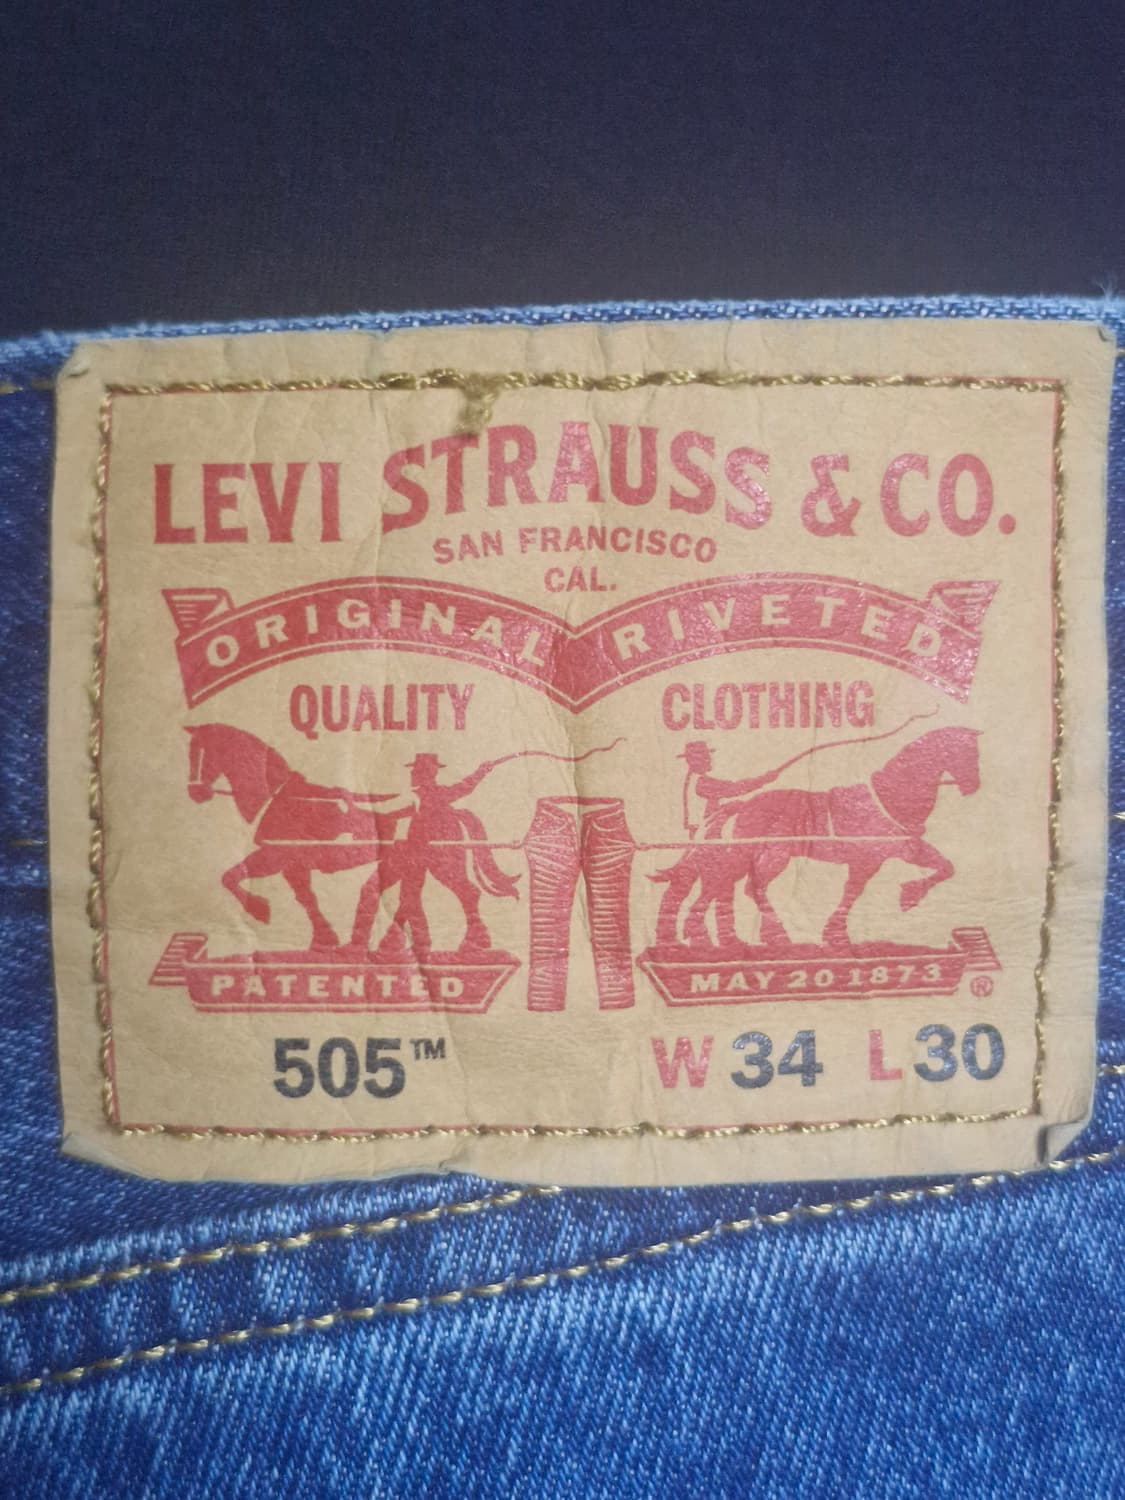 LEVI STRAUSS & CO.
SAN FRANCISCO
CAL.
ORIGINAL RIVETED
QUALITY CLOTHING
PATENTED MAY 20 1873 ®
505™ W 34 L 30